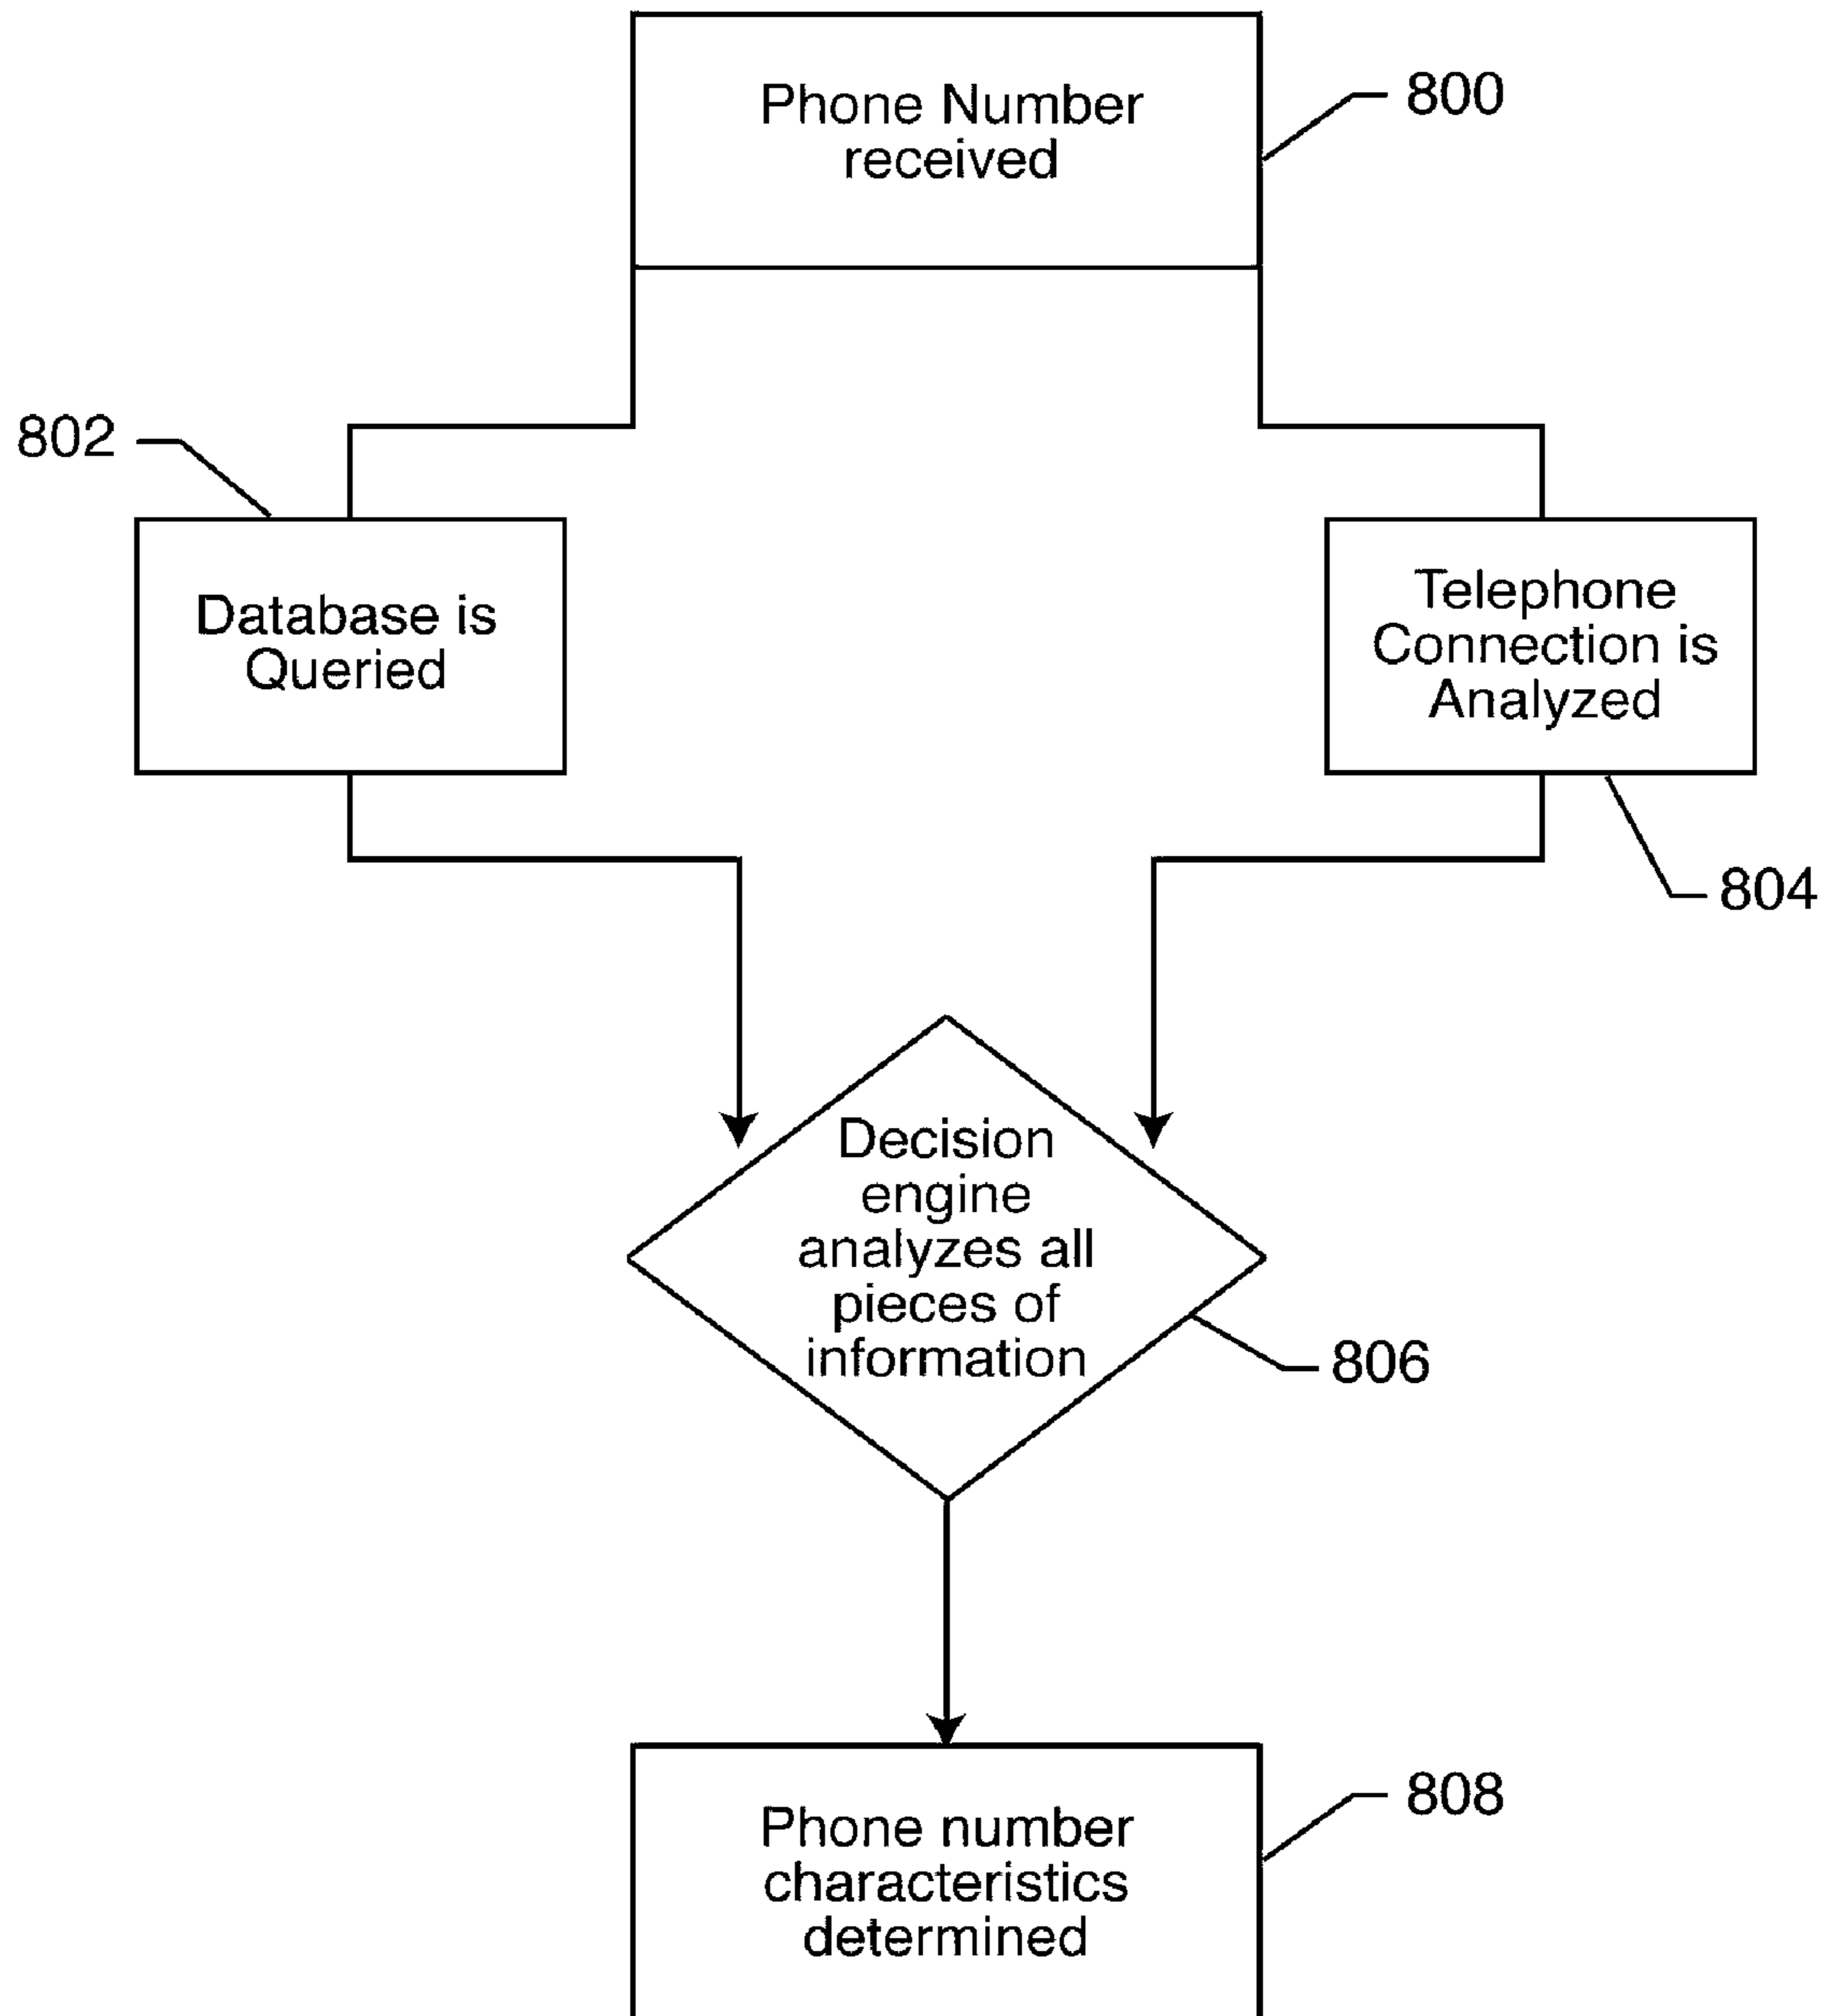 Phone Number
received
800
802
Database is
Queried
Telephone
Connection is
Analyzed
804
Decision
engine
analyzes all
pieces of
information
806
Phone number
characteristics
determined
808